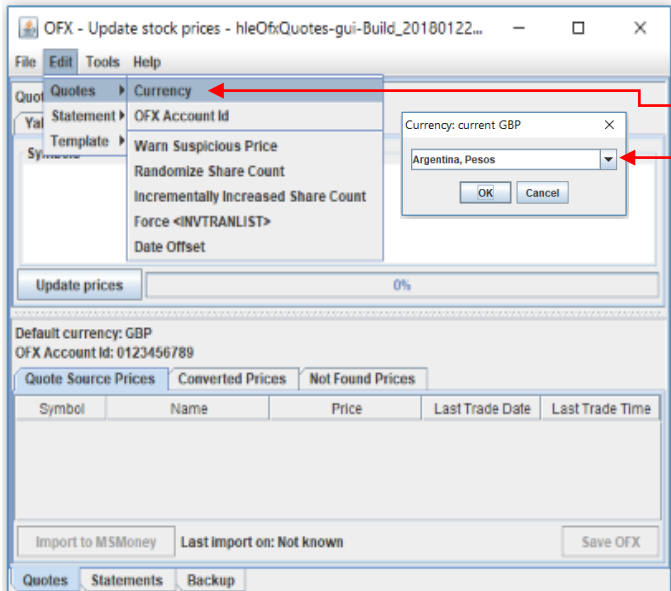 OFX - Update stock prices - hleOfxQuotes-gui-Build_20180122...
File Edit Tools Help
Quotes
Currency
Statement
OFX Account Id
Template
Warn Suspicious Price
Randomize Share Count
Incrementally Increased Share Count
Force <INVTRANLIST>
Date Offset
Currency: current GBP
Argentina, Pesos
OK Cancel
Update prices 0%
Default currency: GBP
OFX Account Id: 0123456789
Quote Source Prices Converted Prices Not Found Prices
Symbol Name Price Last Trade Date Last Trade Time
Import to MSMoney Last import on: Not known Save OFX
Quotes Statements Backup